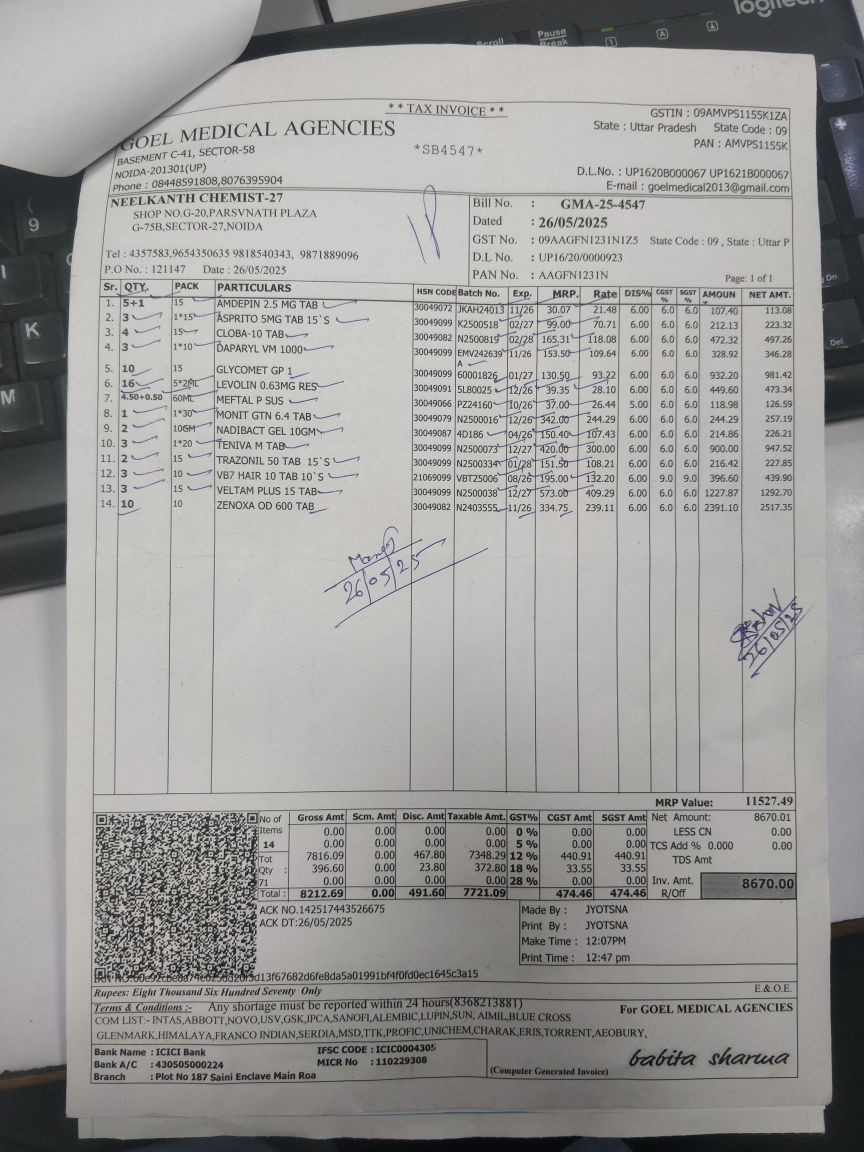 logitech
Scroll
Pause
Break
** TAX INVOICE **
GOEL MEDICAL AGENCIES
BASEMENT C-41, SECTOR-58
NOIDA-201301(UP)
Phone : 08448591808,8076395904
*SB4547*
GSTIN : 09AMVPS1155K1ZA
State : Uttar Pradesh State Code : 09
PAN : AMVPS1155K
D.L.No. : UP1620B000067 UP1621B000067
E-mail : goelmedical2013@gmail.com
NEELKANTH CHEMIST-27
SHOP NO.G-20,PARSVNATH PLAZA
G-75B,SECTOR-27,NOIDA
Tel : 4357583,9654350635 9818540343, 9871889096
P.O No. : 121147 Date : 26/05/2025
Bill No. : GMA-25-4547
Dated : 26/05/2025
GST No. : 09AAGFN1231N1Z5 State Code : 09 , State : Uttar P
D.L No. : UP16/20/0000923
PAN No. : AAGFN1231N
Page: 1 of 1
Sr. QTY. PACK PARTICULARS HSN CODE Batch No. Exp. MRP. Rate DIS% CGST % SGST % AMOUN NET AMT.
1. 5+1 15 AMDEPIN 2.5 MG TAB 30049072 JKAH24013 11/26 30.07 21.48 6.00 6.0 6.0 107.40 113.08
2. 3 1*15 ASPRITO 5MG TAB 15`S 30049099 K2500518 02/27 99.00 70.71 6.00 6.0 6.0 212.13 223.32
3. 4 15 CLOBA-10 TAB 30049082 N2500819 02/28 165.31 118.08 6.00 6.0 6.0 472.32 497.26
4. 3 1*10 DAPARYL VM 1000 30049099 EMV242639 11/26 153.50 109.64 6.00 6.0 6.0 328.92 346.28
A
5. 10 15 GLYCOMET GP 1 30049099 60001826 01/27 130.50 93.22 6.00 6.0 6.0 932.20 981.42
6. 16 5*2ML LEVOLIN 0.63MG RES 30049091 5L80025 12/26 39.35 28.10 6.00 6.0 6.0 449.60 473.34
7. 4.50+0.50 60ML MEFTAL P SUS 30049066 PZ24160 10/26 37.00 26.44 5.00 6.0 6.0 118.98 126.59
8. 1 1*30 MONIT GTN 6.4 TAB 30049079 N2500016 12/26 342.00 244.29 6.00 6.0 6.0 244.29 257.19
9. 2 10GM NADIBACT GEL 10GM 30049087 4D186 04/26 150.40 107.43 6.00 6.0 6.0 214.86 226.21
10. 3 1*20 TENIVA M TAB 30049099 N2500073 12/27 420.00 300.00 6.00 6.0 6.0 900.00 947.52
11. 2 15 TRAZONIL 50 TAB 15`S 30049099 N2500334 01/28 151.50 108.21 6.00 6.0 6.0 216.42 227.85
12. 3 10 VB7 HAIR 10 TAB 10`S 21069099 VBT25006 08/26 195.00 132.20 6.00 9.0 9.0 396.60 439.90
13. 3 15 VELTAM PLUS 15 TAB 30049099 N2500038 12/27 573.00 409.29 6.00 6.0 6.0 1227.87 1292.70
14. 10 10 ZENOXA OD 600 TAB 30049082 N2403555 11/26 334.75 239.11 6.00 6.0 6.0 2391.10 2517.35
26/05/25
26/05/25
MRP Value: 11527.49
No of Items 14 Tot Qty : 71
Gross Amt Scm. Amt Disc. Amt Taxable Amt. GST% CGST Amt SGST Amt
0.00 0.00 0.00 0.00 0 % 0.00 0.00
0.00 0.00 0.00 0.00 5 % 0.00 0.00
7816.09 0.00 467.80 7348.29 12 % 440.91 440.91
396.60 0.00 23.80 372.80 18 % 33.55 33.55
0.00 0.00 0.00 0.00 28 % 0.00 0.00
Total : 8212.69 0.00 491.60 7721.09 474.46 474.46
Net Amount: 8670.01
LESS CN 0.00
TCS Add % 0.000 0.00
TDS Amt
Inv. Amt. 8670.00
R/Off
ACK NO.142517443526675
ACK DT:26/05/2025
Made By : JYOTSNA
Print By : JYOTSNA
Make Time : 12:07PM
Print Time : 12:47 pm
Rupees: Eight Thousand Six Hundred Seventy Only
E.&O.E.
Terms & Conditions :- Any shortage must be reported within 24 hours(8368213881)
COM LIST:- INTAS,ABBOTT,NOVO,USV,GSK,IPCA,SANOFI,ALEMBIC,LUPIN,SUN, AIMIL,BLUE CROSS
GLENMARK,HIMALAYA,FRANCO INDIAN,SERDIA,MSD,TTK,PROFIC,UNICHEM,CHARAK,ERIS,TORRENT,AEOBURY,
For GOEL MEDICAL AGENCIES
Bank Name : ICICI Bank IFSC CODE : ICIC0004305
Bank A/C : 430505000224 MICR No : 110229308
Branch : Plot No 187 Saini Enclave Main Roa
(Computer Generated Invoice)
babita sharma